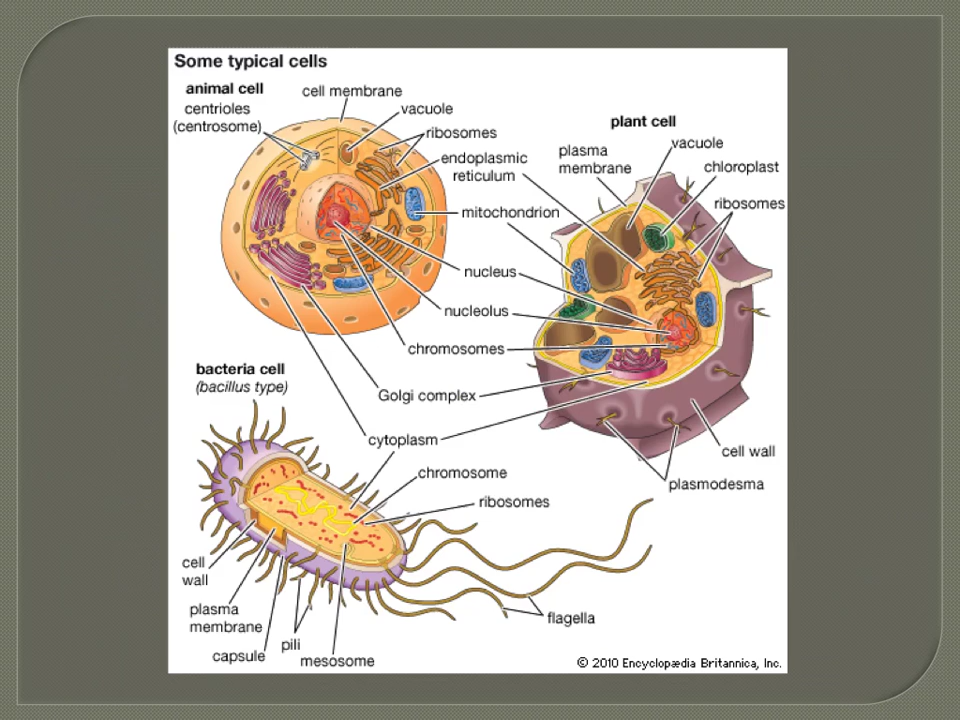 Some typical cells
animal cell
centrioles
(centrosome)
cell membrane
vacuole
ribosomes
endoplasmic
reticulum
mitochondrion
nucleus
nucleolus
chromosomes
Golgi complex
cytoplasm
plant cell
plasma
membrane
vacuole
chloroplast
ribosomes
cell wall
plasmodesma
bacteria cell
(bacillus type)
chromosome
ribosomes
cell
wall
plasma
membrane
capsule
pili
mesosome
flagella
© 2010 Encyclopædia Britannica, Inc.